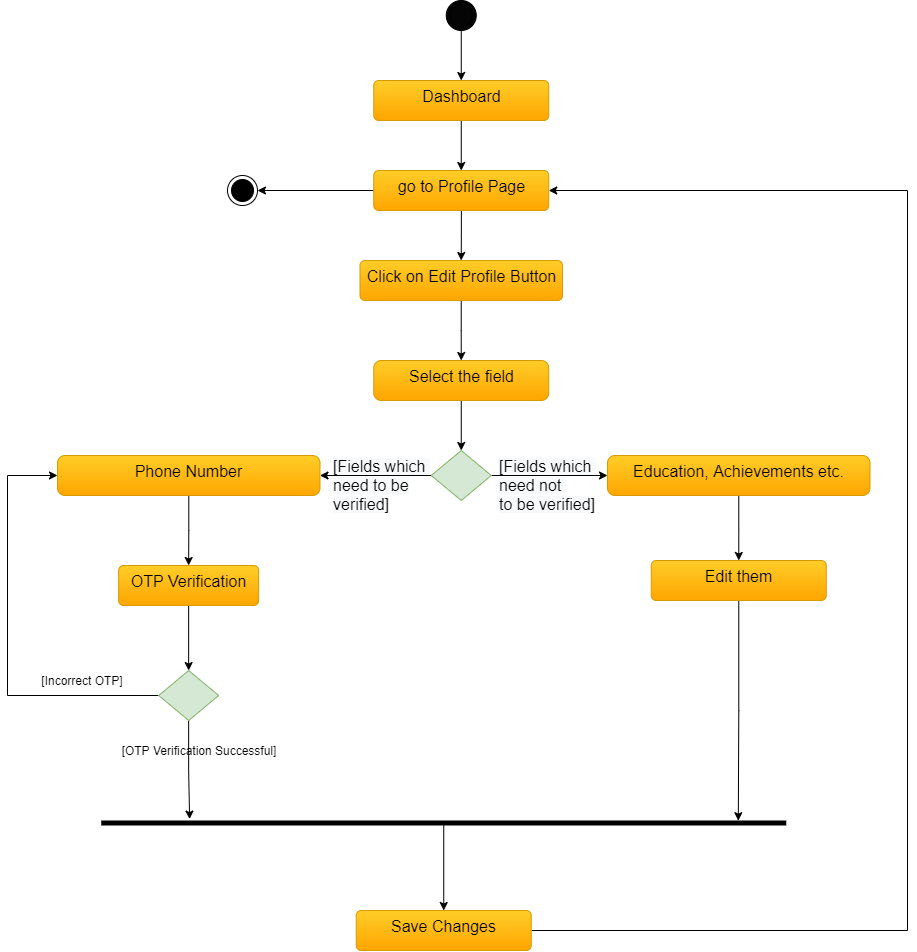 Dashboard
go to Profile Page
Click on Edit Profile Button
Select the field
[Fields which
need to be
verified]
[Fields which
need not
to be verified]
Phone Number
Education, Achievements etc.
OTP Verification
Edit them
[Incorrect OTP]
[OTP Verification Successful]
Save Changes